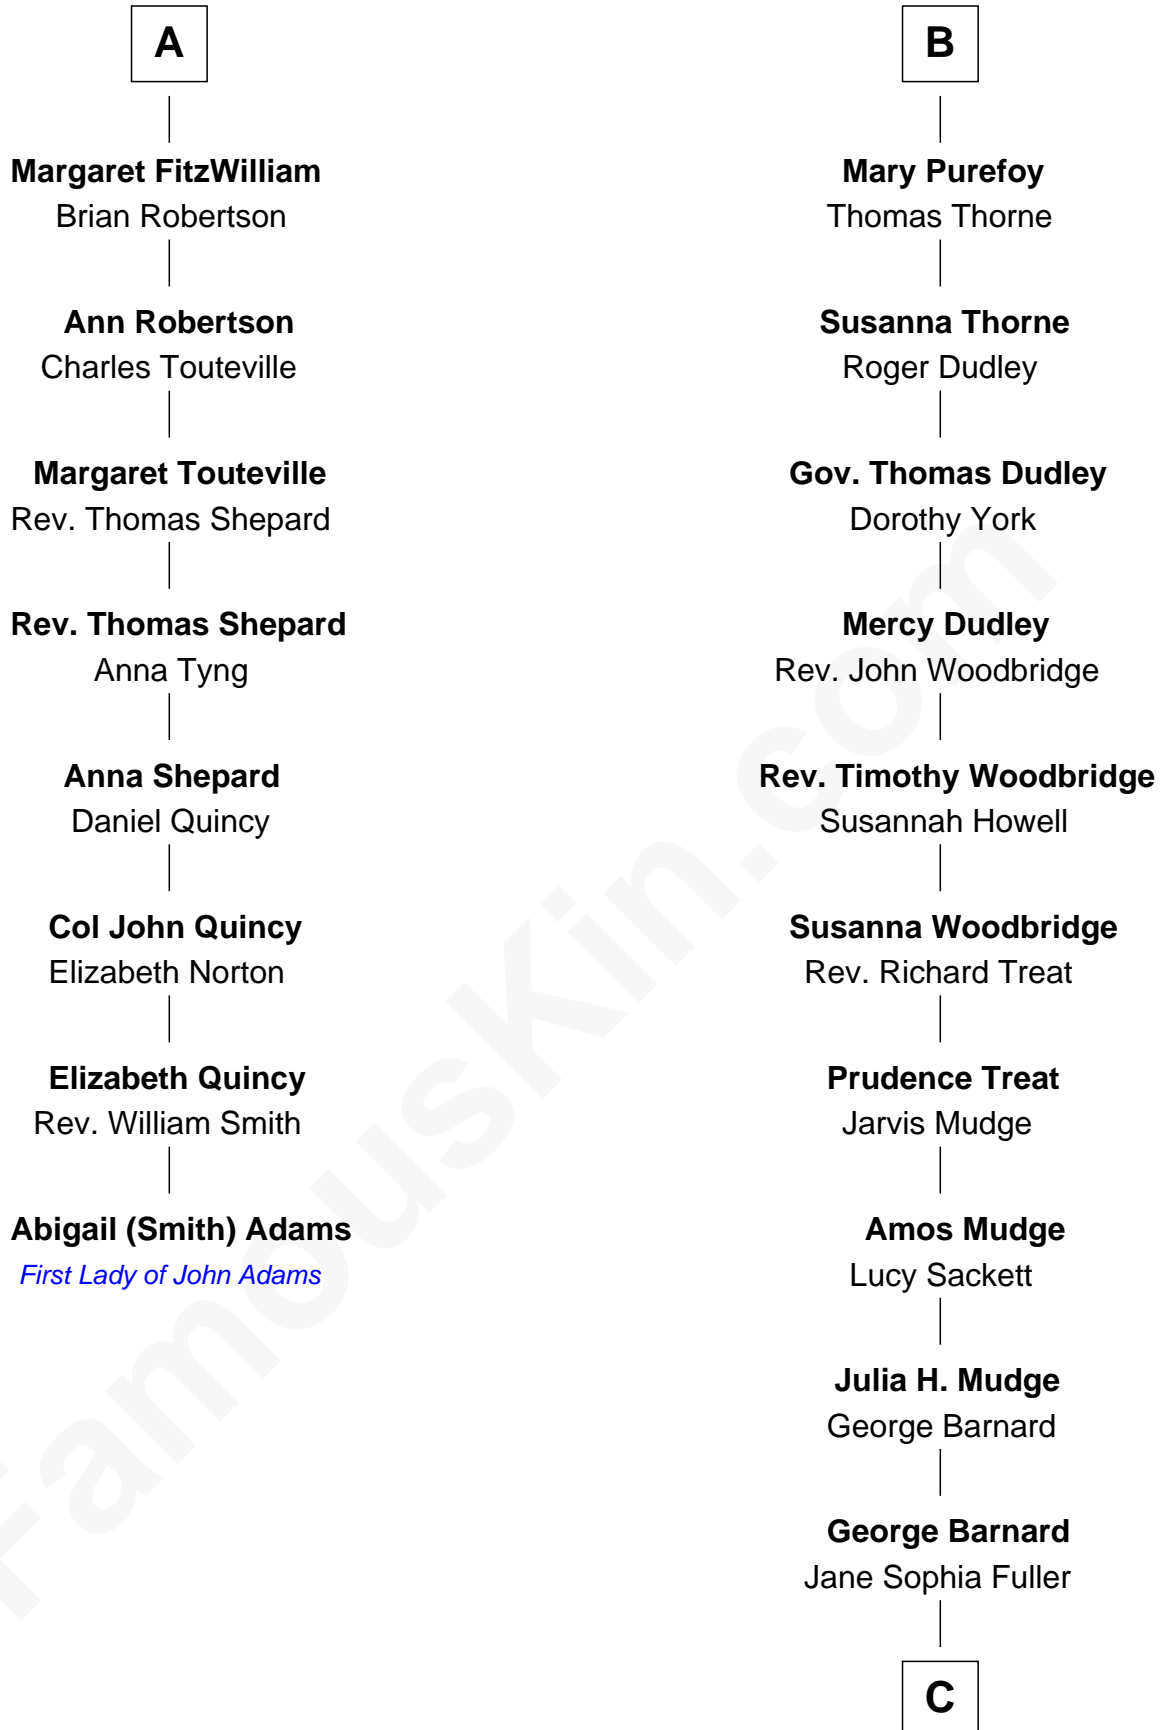 A
Margaret FitzWilliam
Brian Robertson
Ann Robertson
Charles Touteville
Margaret Touteville
Rev. Thomas Shepard
Rev. Thomas Shepard
Anna Tyng
Anna Shepard
Daniel Quincy
Col John Quincy
Elizabeth Norton
Elizabeth Quincy
Rev. William Smith
Abigail (Smith) Adams
First Lady of John Adams
B
Mary Purefoy
Thomas Thorne
Susanna Thorne
Roger Dudley
Gov. Thomas Dudley
Dorothy York
Mercy Dudley
Rev. John Woodbridge
Rev. Timothy Woodbridge
Susannah Howell
Susanna Woodbridge
Rev. Richard Treat
Prudence Treat
Jarvis Mudge
Amos Mudge
Lucy Sackett
Julia H. Mudge
George Barnard
George Barnard
Jane Sophia Fuller
C
FamousKin.com